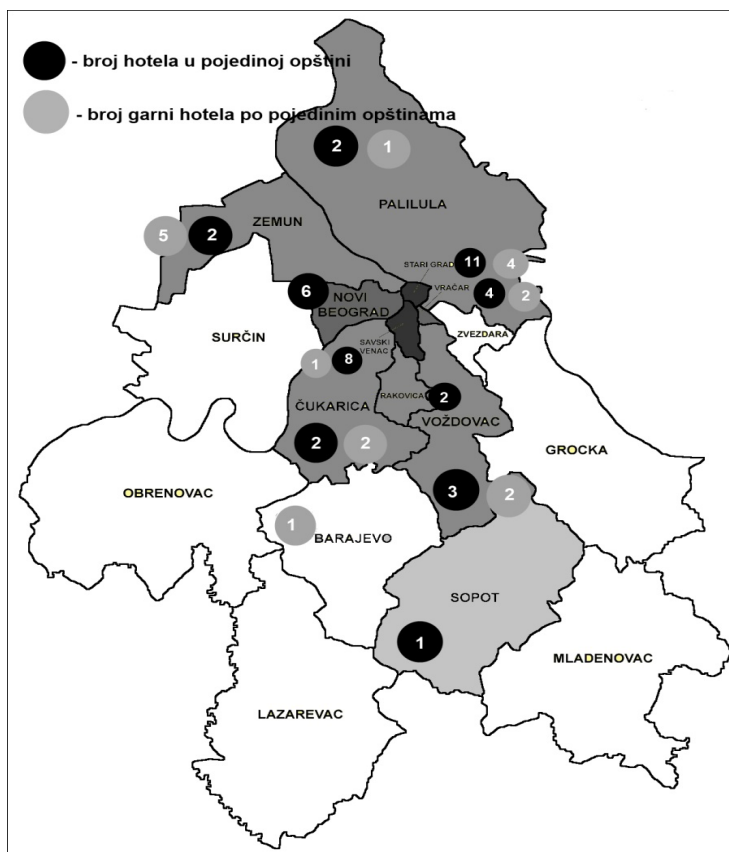 - broj hotela u pojedinoj opštini
- broj garni hotela po pojedinim opštinama
2 1
PALILULA
ZEMUN
5 2
STARI GRAD 11 4
6 NOVI
BEOGRAD
VRAČAR 4 2
SURČIN
ZVEZDARA
SAVSKI
VENAC
1 8
ČUKARICA
RAKOVICA 2
VOŽDOVAC
2 2
GROCKA
OBRENOVAC
3 2
1
BARAJEVO
SOPOT
1
MLADENOVAC
LAZAREVAC